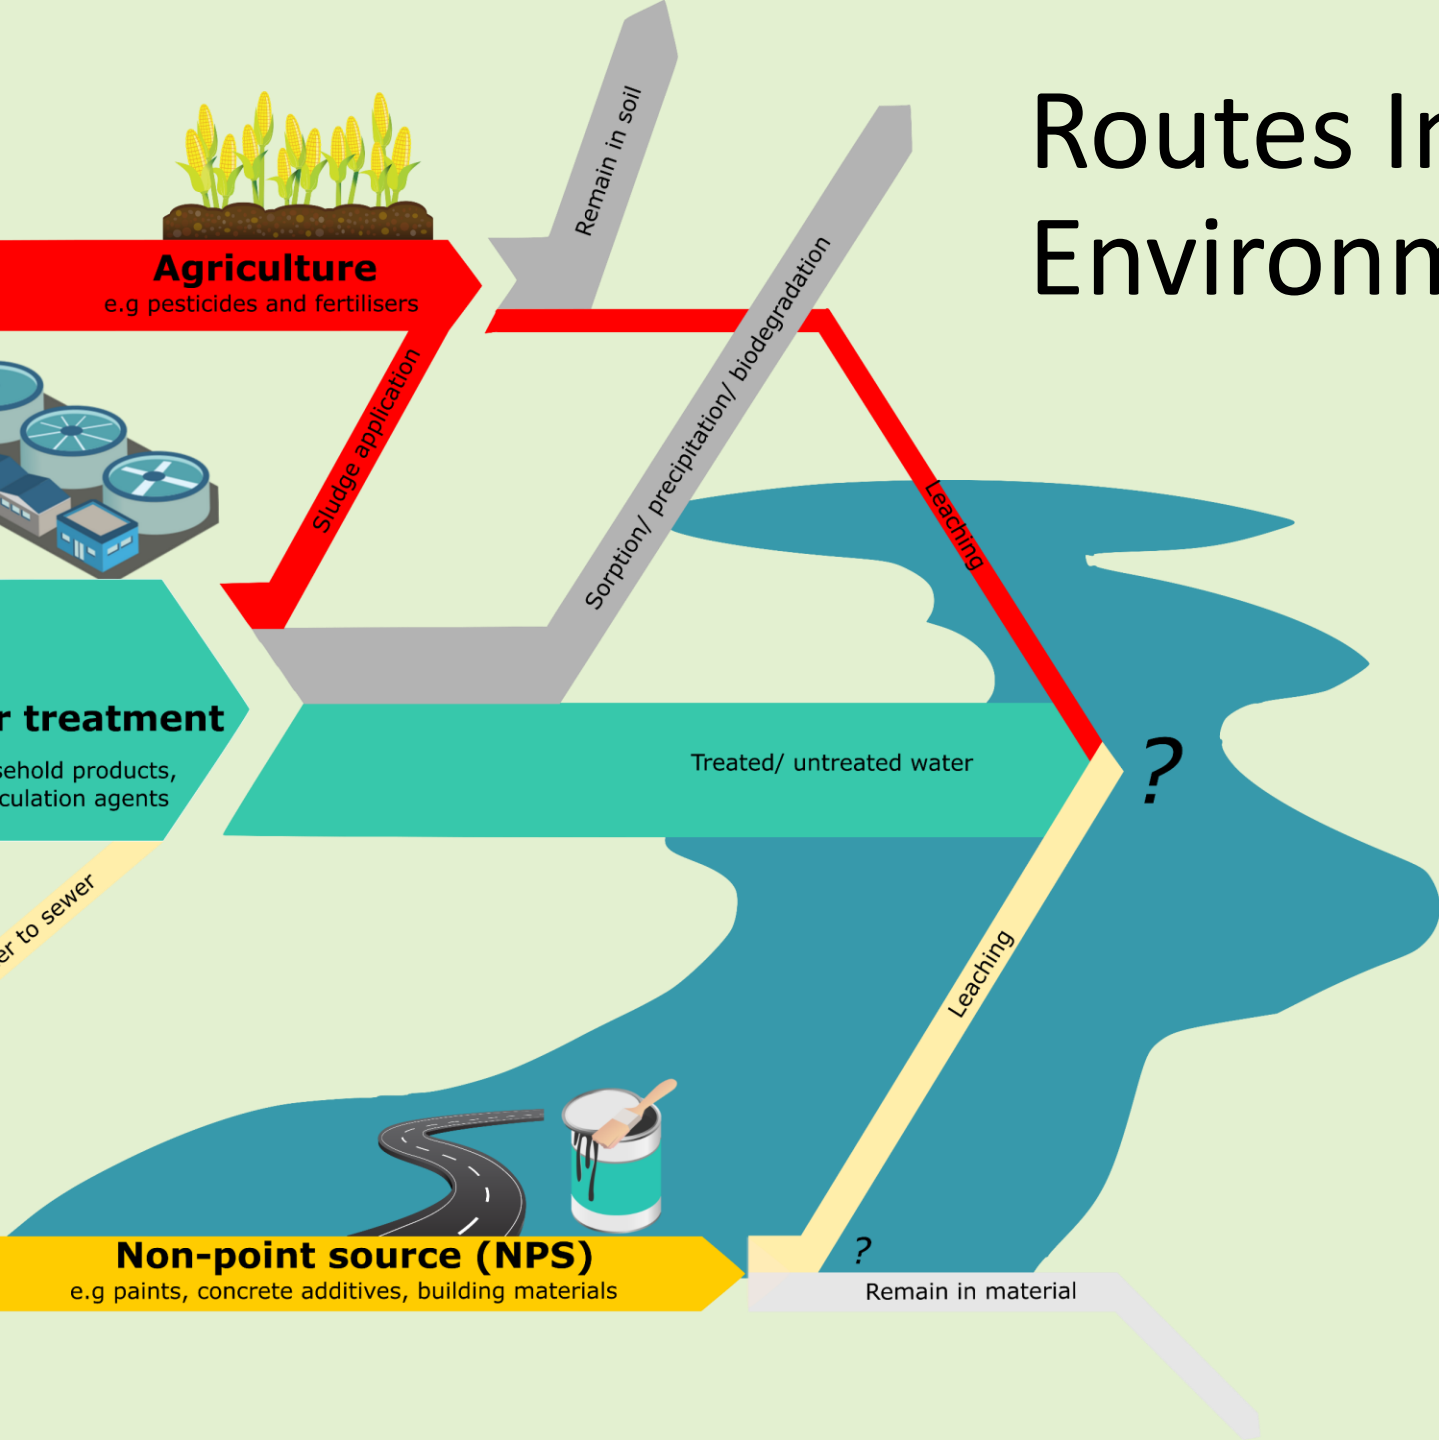 Routes In
Environm
Remain in soil
Agriculture
e.g pesticides and fertilisers
Sludge application
Sorption/ precipitation/ biodegradation
Leaching
r treatment
sehold products,
culation agents
Treated/ untreated water
?
er to sewer
Leaching
Non-point source (NPS)
e.g paints, concrete additives, building materials
?
Remain in material